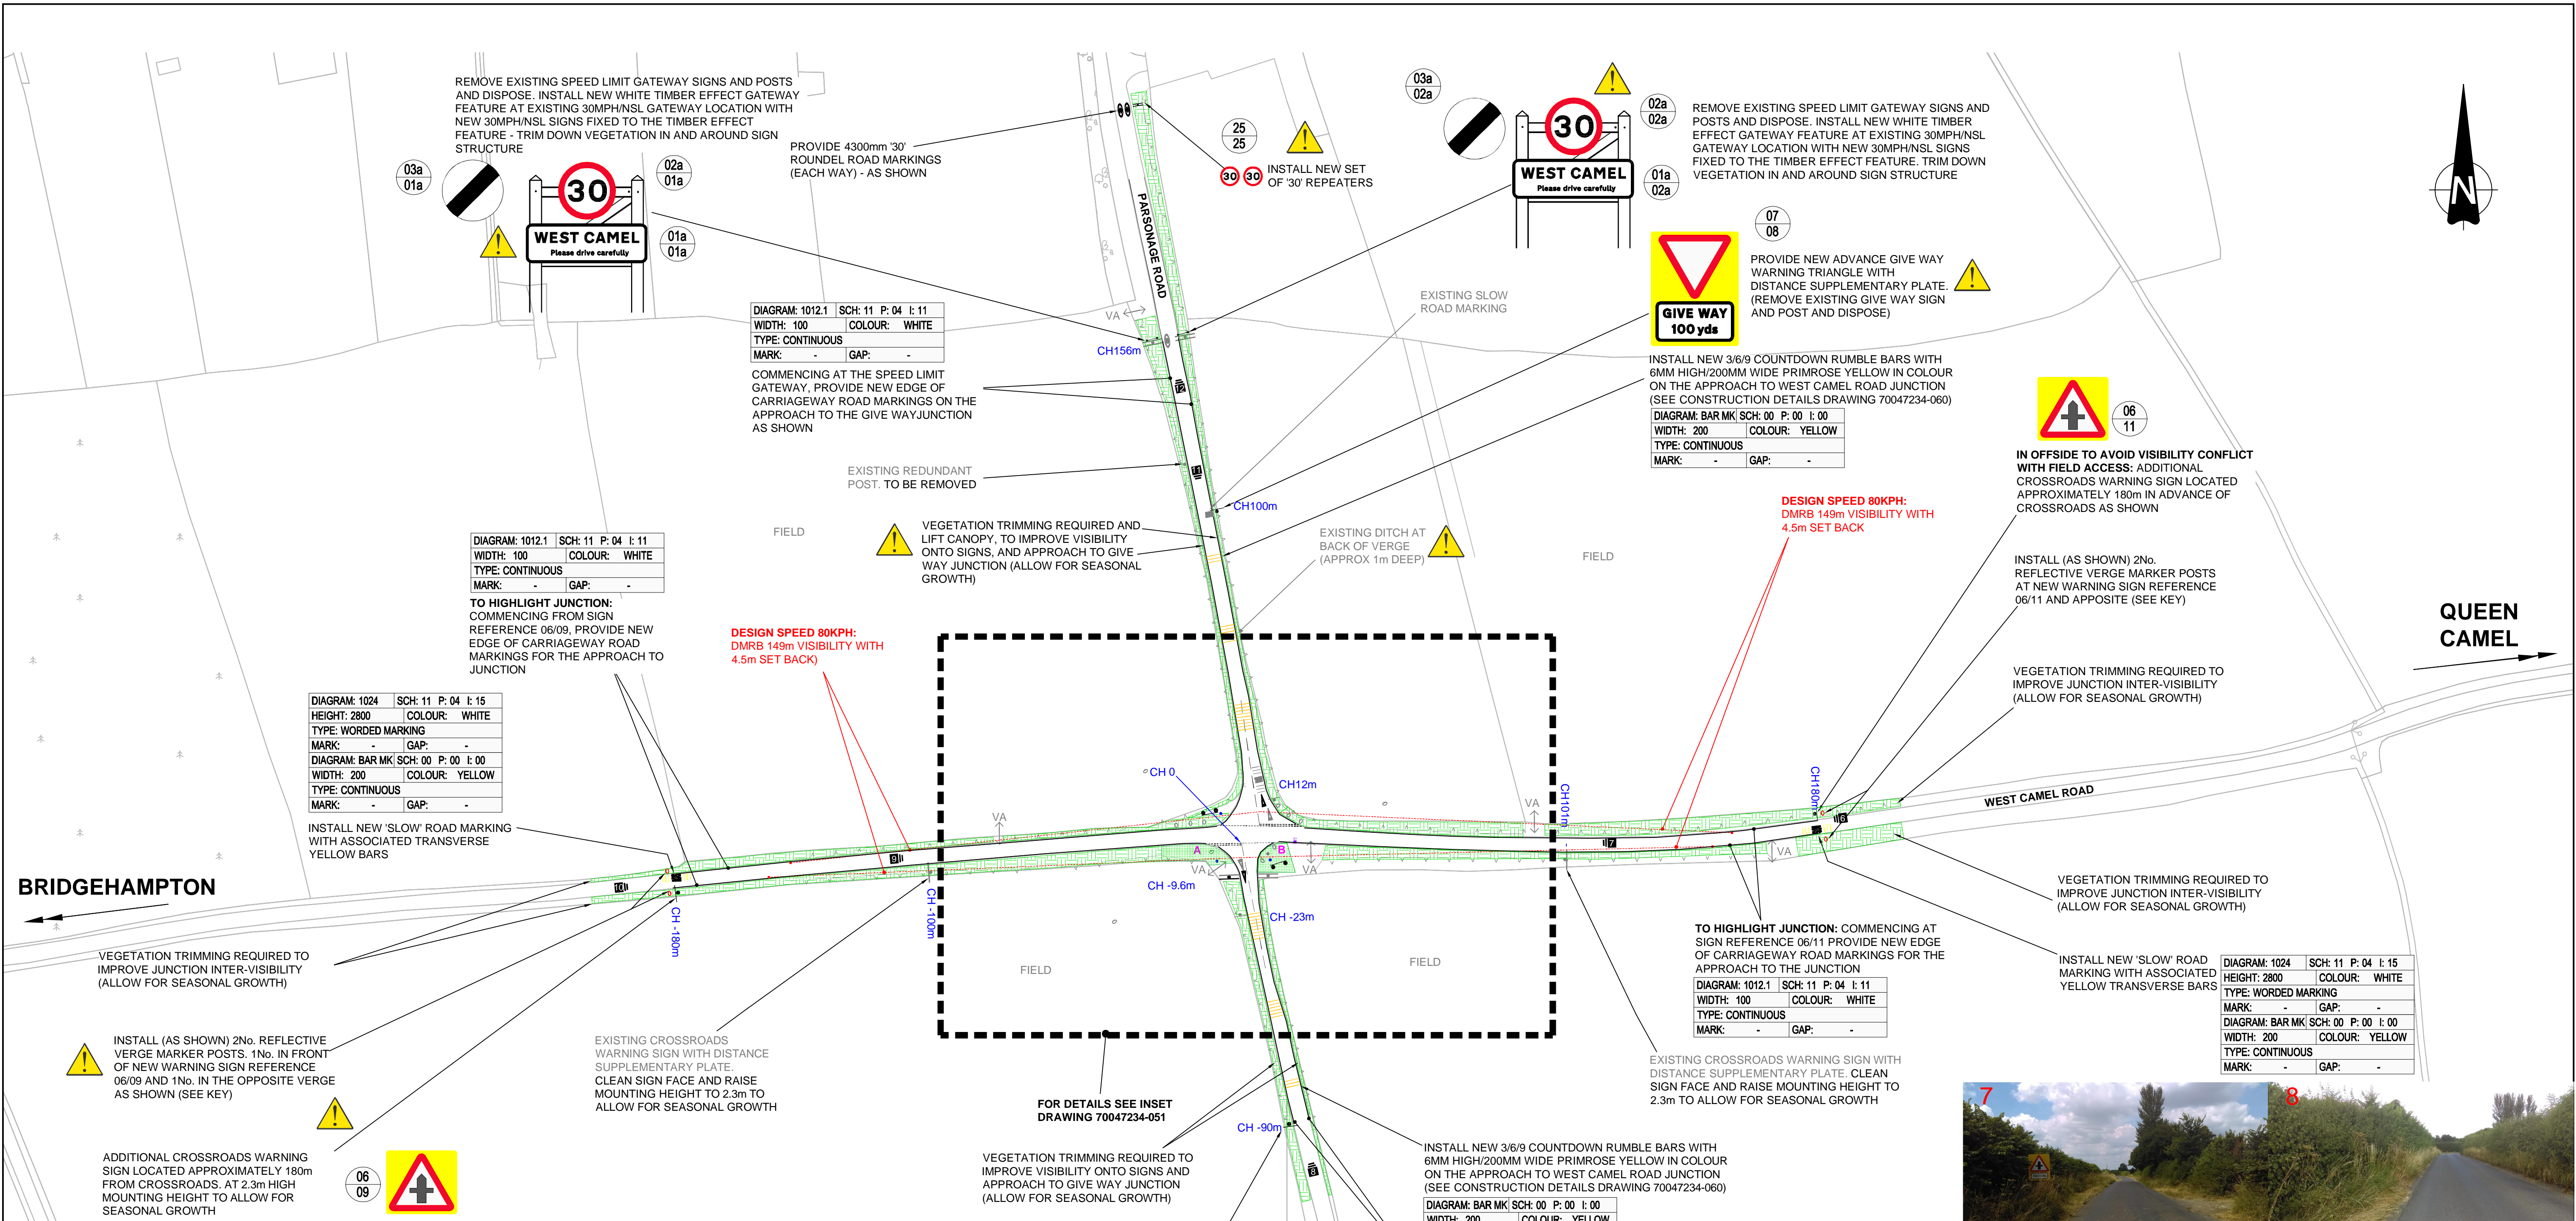 REMOVE EXISTING SPEED LIMIT GATEWAY SIGNS AND POSTS
AND DISPOSE. INSTALL NEW WHITE TIMBER EFFECT GATEWAY
FEATURE AT EXISTING 30MPH/NSL GATEWAY LOCATION WITH
NEW 30MPH/NSL SIGNS FIXED TO THE TIMBER EFFECT
FEATURE - TRIM DOWN VEGETATION IN AND AROUND SIGN
STRUCTURE
03a
01a
30
02a
01a
WEST CAMEL
Please drive carefully
01a
01a
PROVIDE 4300mm '30'
ROUNDEL ROAD MARKINGS
(EACH WAY) - AS SHOWN
PARSONAGE ROAD
25
25
30 30
INSTALL NEW SET
OF '30' REPEATERS
03a
02a
30
02a
02a
WEST CAMEL
Please drive carefully
01a
02a
REMOVE EXISTING SPEED LIMIT GATEWAY SIGNS AND
POSTS AND DISPOSE. INSTALL NEW WHITE TIMBER
EFFECT GATEWAY FEATURE AT EXISTING 30MPH/NSL
GATEWAY LOCATION WITH NEW 30MPH/NSL SIGNS
FIXED TO THE TIMBER EFFECT FEATURE. TRIM DOWN
VEGETATION IN AND AROUND SIGN STRUCTURE
N
07
08
GIVE WAY
100 yds
PROVIDE NEW ADVANCE GIVE WAY
WARNING TRIANGLE WITH
DISTANCE SUPPLEMENTARY PLATE.
(REMOVE EXISTING GIVE WAY SIGN
AND POST AND DISPOSE)
EXISTING SLOW
ROAD MARKING
DIAGRAM: 1012.1 SCH: 11 P: 04 I: 11
WIDTH: 100 COLOUR: WHITE
TYPE: CONTINUOUS
MARK: - GAP: -
COMMENCING AT THE SPEED LIMIT
GATEWAY, PROVIDE NEW EDGE OF
CARRIAGEWAY ROAD MARKINGS ON THE
APPROACH TO THE GIVE WAYJUNCTION
AS SHOWN
VA
CH156m
12
INSTALL NEW 3/6/9 COUNTDOWN RUMBLE BARS WITH
6MM HIGH/200MM WIDE PRIMROSE YELLOW IN COLOUR
ON THE APPROACH TO WEST CAMEL ROAD JUNCTION
(SEE CONSTRUCTION DETAILS DRAWING 70047234-060)
DIAGRAM: BAR MK SCH: 00 P: 00 I: 00
WIDTH: 200 COLOUR: YELLOW
TYPE: CONTINUOUS
MARK: - GAP: -
06
11
IN OFFSIDE TO AVOID VISIBILITY CONFLICT
WITH FIELD ACCESS: ADDITIONAL
CROSSROADS WARNING SIGN LOCATED
APPROXIMATELY 180m IN ADVANCE OF
CROSSROADS AS SHOWN
EXISTING REDUNDANT
POST. TO BE REMOVED
11
CH100m
DESIGN SPEED 80KPH:
DMRB 149m VISIBILITY WITH
4.5m SET BACK
FIELD
VEGETATION TRIMMING REQUIRED AND
LIFT CANOPY, TO IMPROVE VISIBILITY
ONTO SIGNS, AND APPROACH TO GIVE
WAY JUNCTION (ALLOW FOR SEASONAL
GROWTH)
EXISTING DITCH AT
BACK OF VERGE
(APPROX 1m DEEP)
FIELD
INSTALL (AS SHOWN) 2No.
REFLECTIVE VERGE MARKER POSTS
AT NEW WARNING SIGN REFERENCE
06/11 AND APPOSITE (SEE KEY)
DIAGRAM: 1012.1 SCH: 11 P: 04 I: 11
WIDTH: 100 COLOUR: WHITE
TYPE: CONTINUOUS
MARK: - GAP: -
TO HIGHLIGHT JUNCTION:
COMMENCING FROM SIGN
REFERENCE 06/09, PROVIDE NEW
EDGE OF CARRIAGEWAY ROAD
MARKINGS FOR THE APPROACH TO
JUNCTION
DESIGN SPEED 80KPH:
DMRB 149m VISIBILITY WITH
4.5m SET BACK)
QUEEN
CAMEL
VEGETATION TRIMMING REQUIRED TO
IMPROVE JUNCTION INTER-VISIBILITY
(ALLOW FOR SEASONAL GROWTH)
DIAGRAM: 1024 SCH: 11 P: 04 I: 15
HEIGHT: 2800 COLOUR: WHITE
TYPE: WORDED MARKING
MARK: - GAP: -
DIAGRAM: BAR MK SCH: 00 P: 00 I: 00
WIDTH: 200 COLOUR: YELLOW
TYPE: CONTINUOUS
MARK: - GAP: -
INSTALL NEW 'SLOW' ROAD MARKING
WITH ASSOCIATED TRANSVERSE
YELLOW BARS
CH 0
CH12m
VA
VA
CH101m
CH180m
WEST CAMEL ROAD
6
7
9
10
A
B
VA
VA
VA
CH -9.6m
CH -23m
CH -100m
CH -180m
BRIDGEHAMPTON
VEGETATION TRIMMING REQUIRED TO
IMPROVE JUNCTION INTER-VISIBILITY
(ALLOW FOR SEASONAL GROWTH)
FIELD
FIELD
VEGETATION TRIMMING REQUIRED TO
IMPROVE JUNCTION INTER-VISIBILITY
(ALLOW FOR SEASONAL GROWTH)
TO HIGHLIGHT JUNCTION: COMMENCING AT
SIGN REFERENCE 06/11 PROVIDE NEW EDGE
OF CARRIAGEWAY ROAD MARKINGS FOR THE
APPROACH TO THE JUNCTION
DIAGRAM: 1012.1 SCH: 11 P: 04 I: 11
WIDTH: 100 COLOUR: WHITE
TYPE: CONTINUOUS
MARK: - GAP: -
INSTALL NEW 'SLOW' ROAD
MARKING WITH ASSOCIATED
YELLOW TRANSVERSE BARS
DIAGRAM: 1024 SCH: 11 P: 04 I: 15
HEIGHT: 2800 COLOUR: WHITE
TYPE: WORDED MARKING
MARK: - GAP: -
DIAGRAM: BAR MK SCH: 00 P: 00 I: 00
WIDTH: 200 COLOUR: YELLOW
TYPE: CONTINUOUS
MARK: - GAP: -
INSTALL (AS SHOWN) 2No. REFLECTIVE
VERGE MARKER POSTS. 1No. IN FRONT
OF NEW WARNING SIGN REFERENCE
06/09 AND 1No. IN THE OPPOSITE VERGE
AS SHOWN (SEE KEY)
EXISTING CROSSROADS
WARNING SIGN WITH DISTANCE
SUPPLEMENTARY PLATE.
CLEAN SIGN FACE AND RAISE
MOUNTING HEIGHT TO 2.3m TO
ALLOW FOR SEASONAL GROWTH
FOR DETAILS SEE INSET
DRAWING 70047234-051
EXISTING CROSSROADS WARNING SIGN WITH
DISTANCE SUPPLEMENTARY PLATE. CLEAN
SIGN FACE AND RAISE MOUNTING HEIGHT TO
2.3m TO ALLOW FOR SEASONAL GROWTH
CH -90m
8
ADDITIONAL CROSSROADS WARNING
SIGN LOCATED APPROXIMATELY 180m
FROM CROSSROADS. AT 2.3m HIGH
MOUNTING HEIGHT TO ALLOW FOR
SEASONAL GROWTH
06
09
VEGETATION TRIMMING REQUIRED TO
IMPROVE VISIBILITY ONTO SIGNS AND
APPROACH TO GIVE WAY JUNCTION
(ALLOW FOR SEASONAL GROWTH)
INSTALL NEW 3/6/9 COUNTDOWN RUMBLE BARS WITH
6MM HIGH/200MM WIDE PRIMROSE YELLOW IN COLOUR
ON THE APPROACH TO WEST CAMEL ROAD JUNCTION
(SEE CONSTRUCTION DETAILS DRAWING 70047234-060)
DIAGRAM: BAR MK SCH: 00 P: 00 I: 00
WIDTH: 200 COLOUR: YELLOW
7
8